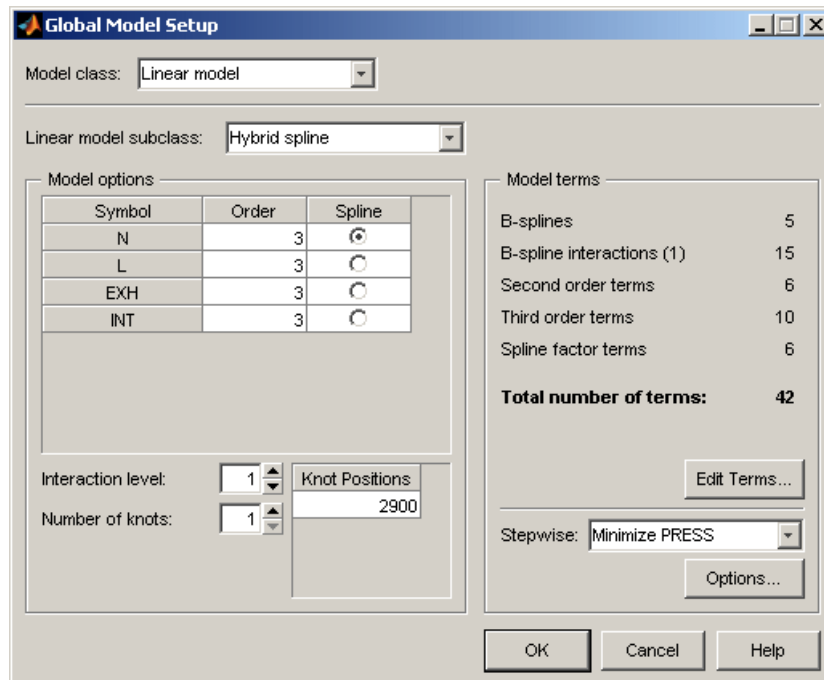 Global Model Setup
Model class: Linear model
Linear model subclass: Hybrid spline
Model options
Symbol Order Spline
N 3
L 3
EXH 3
INT 3
Interaction level: 1
Number of knots: 1
Knot Positions
2900
Model terms
B-splines 5
B-spline interactions (1) 15
Second order terms 6
Third order terms 10
Spline factor terms 6
Total number of terms: 42
Edit Terms...
Stepwise: Minimize PRESS
Options...
OK Cancel Help